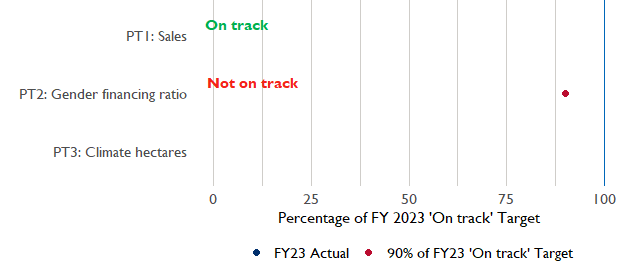 On track
PT1: Sales
Not on track
PT2: Gender financing ratio
PT3: Climate hectares
0 25 50 75 100
Percentage of FY 2023 'On track' Target
FY23 Actual 90% of FY23 'On track' Target